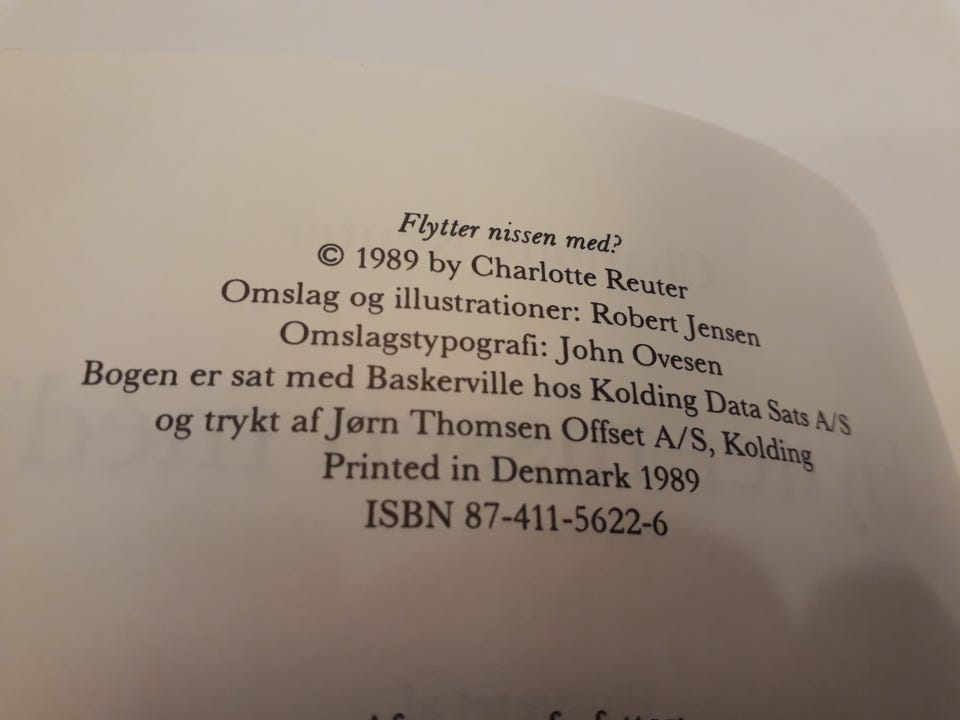 Flytter nissen med?
© 1989 by Charlotte Reuter
Omslag og illustrationer: Robert Jensen
Omslagstypografi: John Ovesen
Bogen er sat med Baskerville hos Kolding Data Sats A/S
og trykt af Jørn Thomsen Offset A/S, Kolding
Printed in Denmark 1989
ISBN 87-411-5622-6